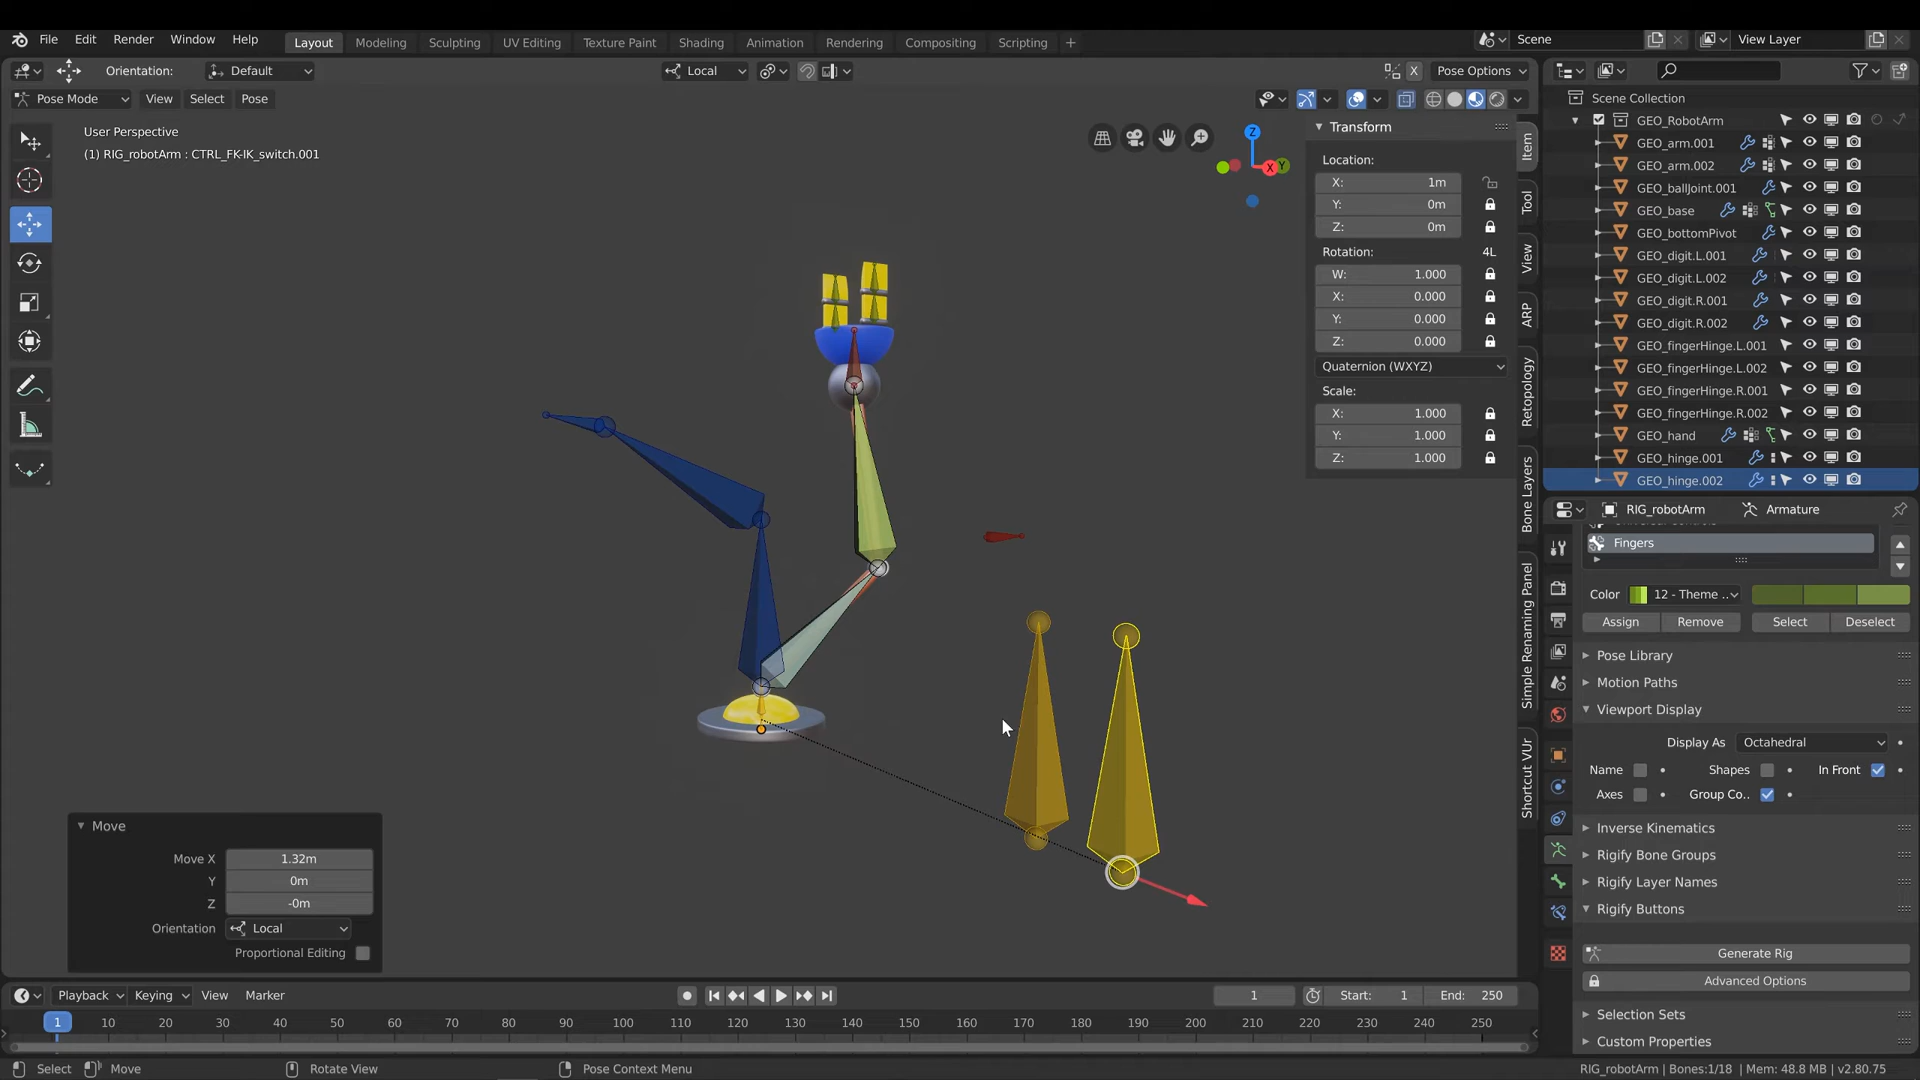 File Edit Render Window Help
Layout Modeling Sculpting UV Editing Texture Paint Shading Animation Rendering Compositing Scripting
Scene View Layer
Orientation: Default Local X Pose Options
Pose Mode View Select Pose
User Perspective
(1) RIG_robotArm : CTRL_FK-IK_switch.001
Z X Y
Transform
Location:
X: 1m
Y: 0m
Z: 0m
Rotation: 4L
W: 1.000
X: 0.000
Y: 0.000
Z: 0.000
Quaternion (WXYZ)
Scale:
X: 1.000
Y: 1.000
Z: 1.000
Item
Tool
View
ARP
Retopology
Bone Layers
Simple Renaming Panel
Shortcut VUr
Scene Collection
GEO_RobotArm
GEO_arm.001
GEO_arm.002
GEO_ballJoint.001
GEO_base
GEO_bottomPivot
GEO_digit.L.001
GEO_digit.L.002
GEO_digit.R.001
GEO_digit.R.002
GEO_fingerHinge.L.001
GEO_fingerHinge.L.002
GEO_fingerHinge.R.001
GEO_fingerHinge.R.002
GEO_hand
GEO_hinge.001
GEO_hinge.002
RIG_robotArm Armature
Fingers
Color 12 - Theme ..
Assign Remove Select Deselect
Pose Library
Motion Paths
Viewport Display
Display As Octahedral
Name Shapes In Front
Axes Group Co..
Inverse Kinematics
Rigify Bone Groups
Rigify Layer Names
Rigify Buttons
Generate Rig
Advanced Options
Selection Sets
Custom Properties
Move
Move X 1.32m
Y 0m
Z -0m
Orientation Local
Proportional Editing
Playback Keying View Marker
1 Start: 1 End: 250
1 10 20 30 40 50 60 70 80 90 100 110 120 130 140 150 160 170 180 190 200 210 220 230 240 250
Select Move Rotate View Pose Context Menu
RIG_robotArm | Bones:1/18 | Mem: 48.8 MB | v2.80.75